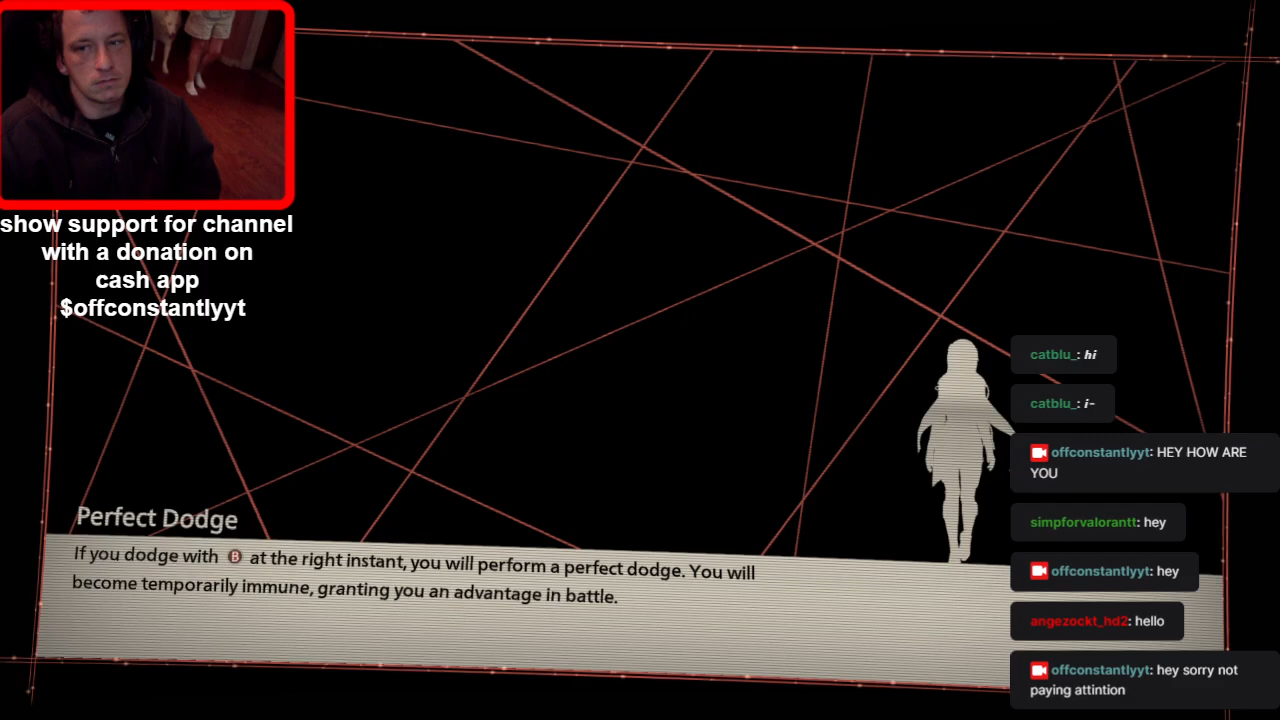 show support for channel
with a donation on
cash app
$offconstantlyyt
Perfect Dodge
If you dodge with B at the right instant, you will perform a perfect dodge. You will
become temporarily immune, granting you an advantage in battle.
catblu_: hi
catblu_: i-
offconstantlyyt: HEY HOW ARE
YOU
simpforvalorantt: hey
offconstantlyyt: hey
angezockt_hd2: hello
offconstantlyyt: hey sorry not
paying attintion